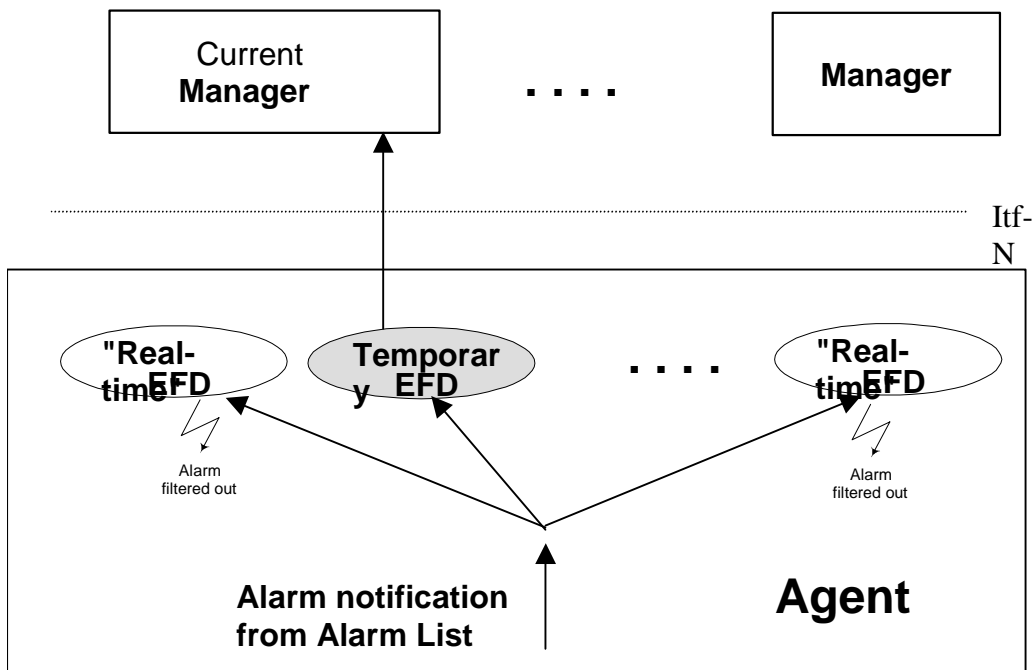 Current
Manager
. . . .
Manager
Itf-
N
"Real-
time"
EFD
Temporar
y
EFD
. . . .
"Real-
time"
EFD
Alarm
filtered out
Alarm
filtered out
Alarm notification
from Alarm List
Agent